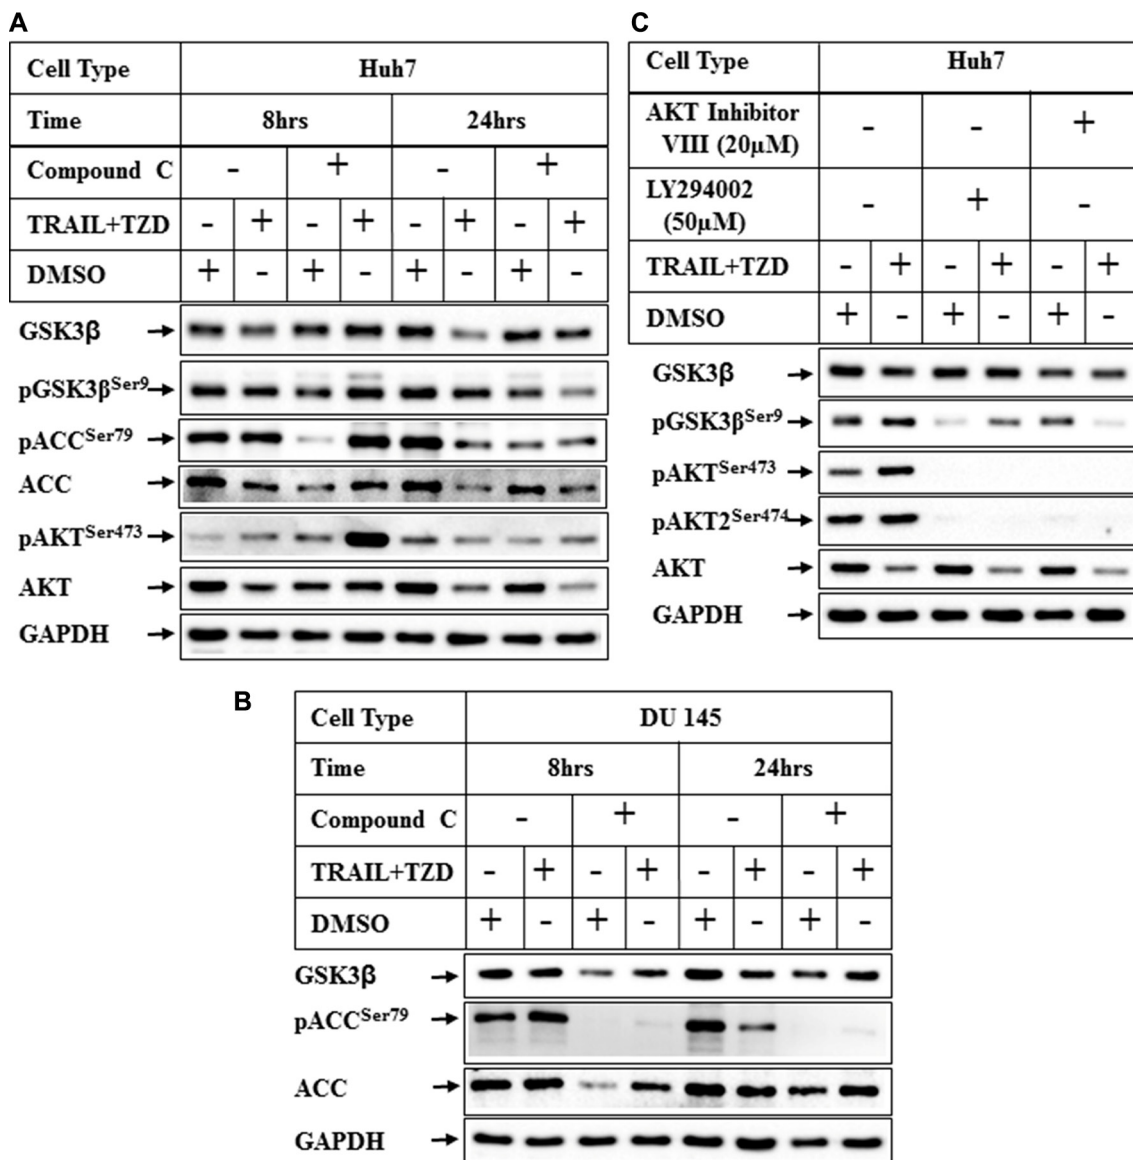 A
Cell Type Huh7
Time 8hrs 24hrs
Compound C - + - +
TRAIL+TZD - + - + - + - +
DMSO + - + - + - + -
GSK3β
pGSK3βSer9
pACCSer79
ACC
pAKTSer473
AKT
GAPDH
C
Cell Type Huh7
AKT Inhibitor
VIII (20µM) - - +
LY294002
(50µM) - + -
TRAIL+TZD - + - + - +
DMSO + - + - + -
GSK3β
pGSK3βSer9
pAKTSer473
pAKT2Ser474
AKT
GAPDH
B
Cell Type DU 145
Time 8hrs 24hrs
Compound C - + - +
TRAIL+TZD - + - + - + - +
DMSO + - + - + - + -
GSK3β
pACCSer79
ACC
GAPDH